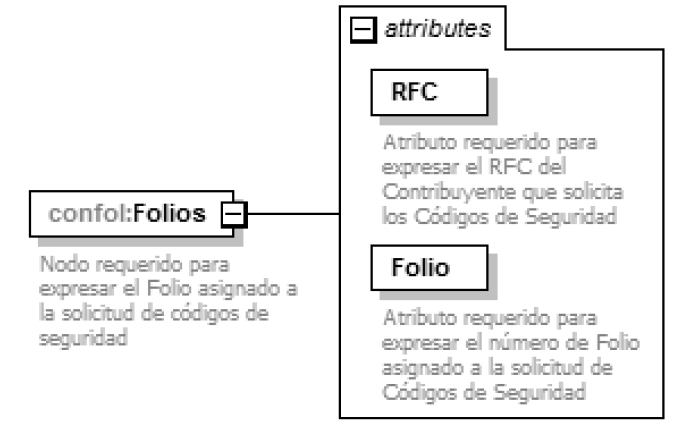 attributes
RFC
Atributo requerido para
expresar el RFC del
Contribuyente que solicita
los Códigos de Seguridad
confol:Folios
Nodo requerido para
expresar el Folio asignado a
la solicitud de códigos de
seguridad
Folio
Atributo requerido para
expresar el número de Folio
asignado a la solicitud de
Códigos de Seguridad